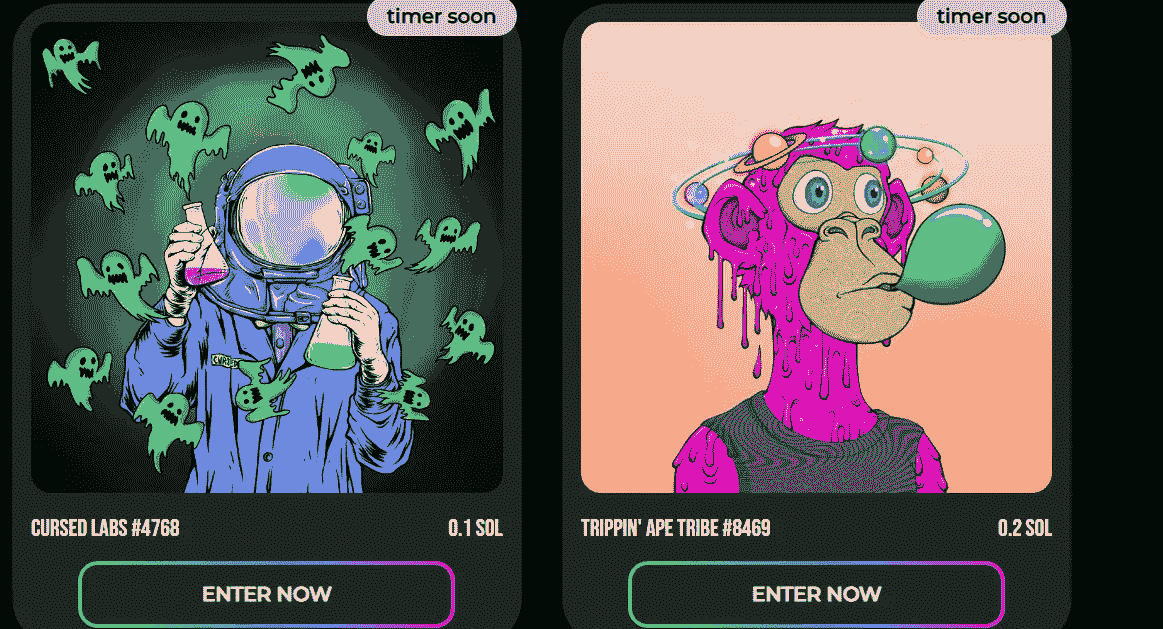 timer soon
timer soon
CURSED
CURSED LABS #4768
0.1 SOL
TRIPPIN' APE TRIBE #8469
0.2 SOL
ENTER NOW
ENTER NOW